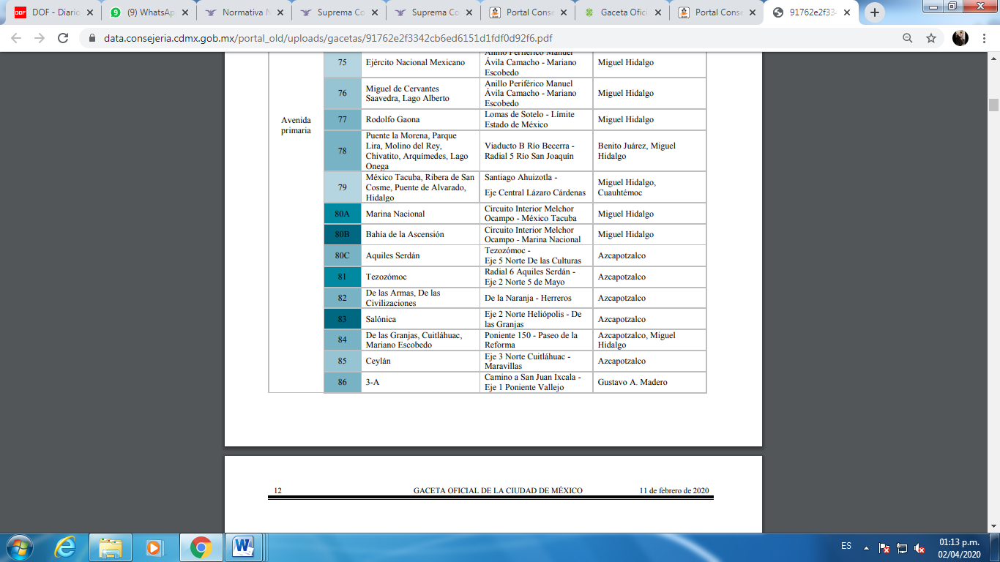 DOF - Diario
(9) WhatsAp
Normativa N
Suprema Co
Suprema Co
Portal Conse
Gaceta Ofici
Portal Conse
91762e2f334
data.consejeria.cdmx.gob.mx/portal_old/uploads/gacetas/91762e2f3342cb6ed6151d1fdf0d92f6.pdf
Avenida
primaria
75
Ejército Nacional Mexicano
Anillo Periférico Manuel
Ávila Camacho - Mariano
Escobedo
Miguel Hidalgo
76
Miguel de Cervantes
Saavedra, Lago Alberto
Anillo Periférico Manuel
Ávila Camacho - Mariano
Escobedo
Miguel Hidalgo
77
Rodolfo Gaona
Lomas de Sotelo - Límite
Estado de México
Miguel Hidalgo
78
Puente la Morena, Parque
Lira, Molino del Rey,
Chivatito, Arquímedes, Lago
Onega
Viaducto B Río Becerra -
Radial 5 Río San Joaquín
Benito Juárez, Miguel
Hidalgo
79
México Tacuba, Ribera de San
Cosme, Puente de Alvarado,
Hidalgo
Santiago Ahuizotla -
Eje Central Lázaro Cárdenas
Miguel Hidalgo,
Cuauhtémoc
80A
Marina Nacional
Circuito Interior Melchor
Ocampo - México Tacuba
Miguel Hidalgo
80B
Bahía de la Ascensión
Circuito Interior Melchor
Ocampo - Marina Nacional
Miguel Hidalgo
80C
Aquiles Serdán
Tezozómoc -
Eje 5 Norte De las Culturas
Azcapotzalco
81
Tezozómoc
Radial 6 Aquiles Serdán -
Eje 2 Norte 5 de Mayo
Azcapotzalco
82
De las Armas, De las
Civilizaciones
De la Naranja - Herreros
Azcapotzalco
83
Salónica
Eje 2 Norte Heliópolis - De
las Granjas
Azcapotzalco
84
De las Granjas, Cuitláhuac,
Mariano Escobedo
Poniente 150 - Paseo de la
Reforma
Azcapotzalco, Miguel
Hidalgo
85
Ceylán
Eje 3 Norte Cuitláhuac -
Maravillas
Azcapotzalco
86
3-A
Camino a San Juan Ixcala -
Eje 1 Poniente Vallejo
Gustavo A. Madero
12
GACETA OFICIAL DE LA CIUDAD DE MÉXICO
11 de febrero de 2020
ES
01:13 p.m.
02/04/2020